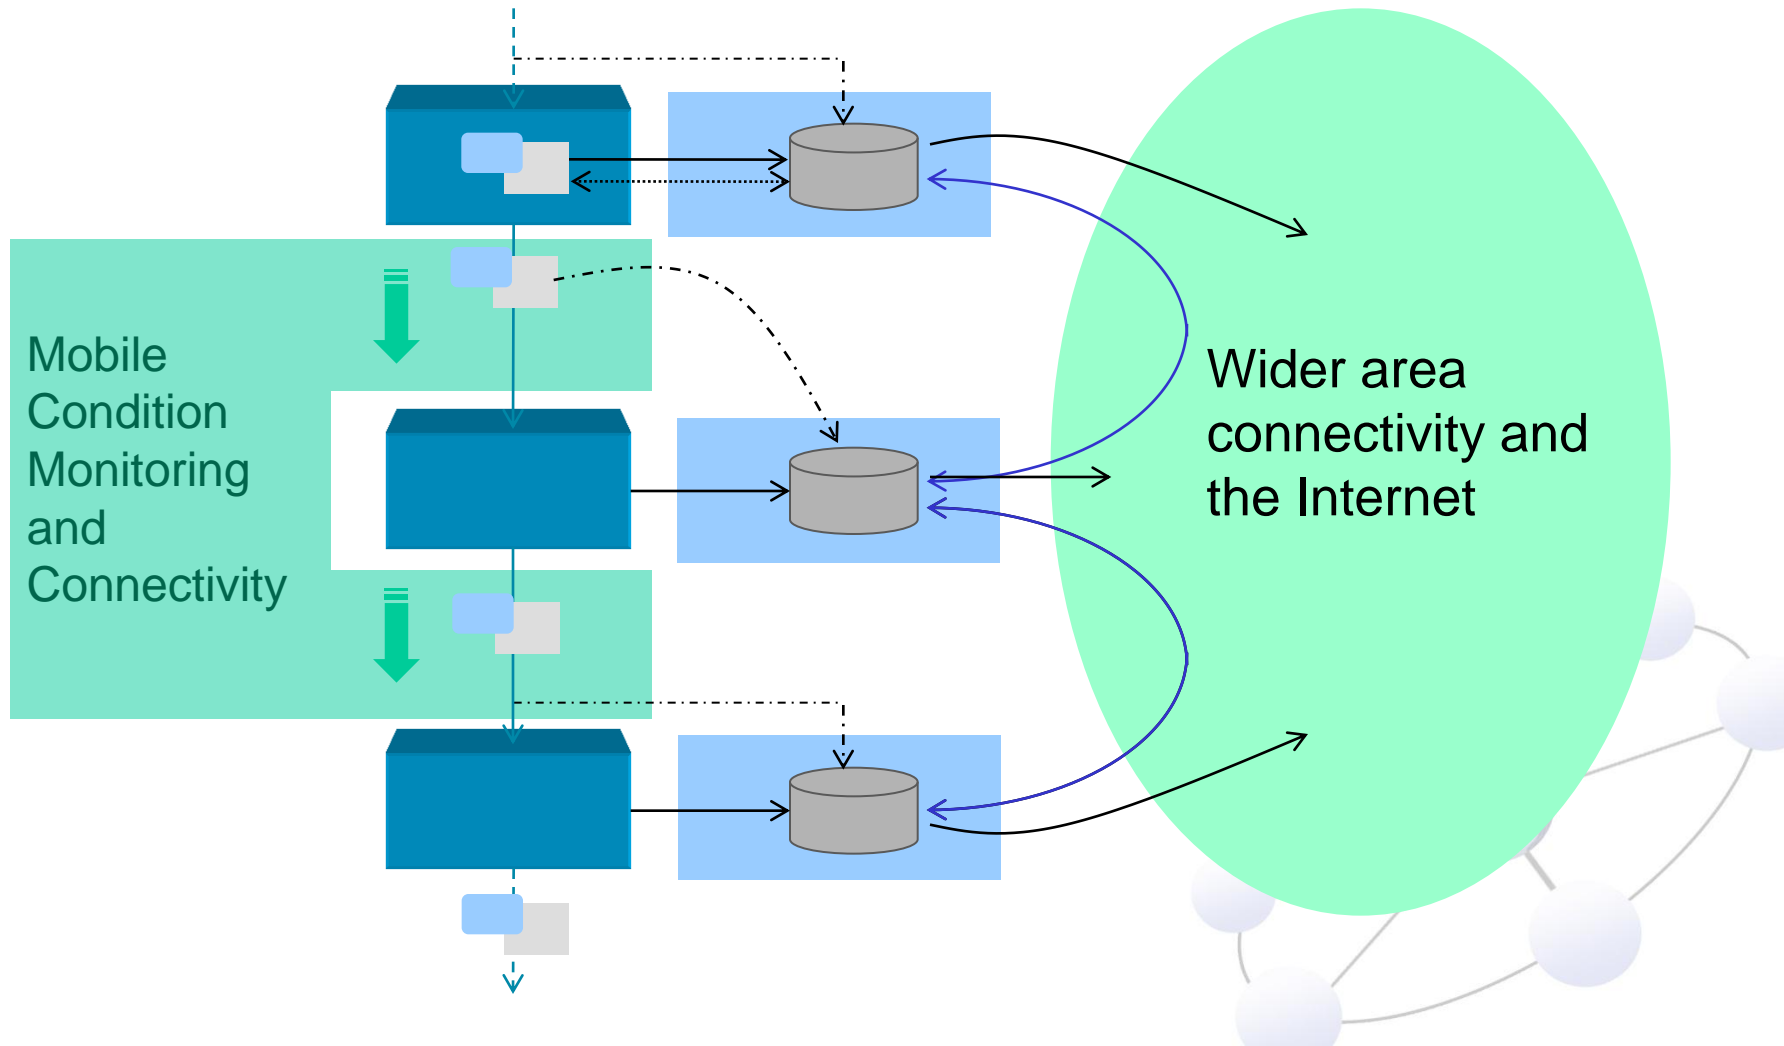 Mobile
Condition
Monitoring
and
Connectivity
Wider area
connectivity and
the Internet